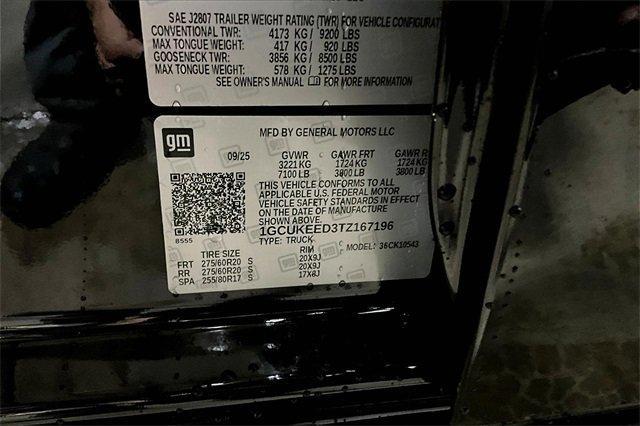 SAE J2807 TRAILER WEIGHT RATING (TWR) FOR VEHICLE CONFIGURAT
CONVENTIONAL TWR: 4173 KG / 9200 LBS
MAX TONGUE WEIGHT: 417 KG / 920 LBS
GOOSENECK TWR: 3856 KG / 8500 LBS
MAX TONGUE WEIGHT: 578 KG / 1275 LBS
SEE OWNER'S MANUAL FOR MORE INFORMATION
gm
MFD BY GENERAL MOTORS LLC
09/25 GVWR GAWR FRT GAWR R
3221 KG 1724 KG 1724 KG
7100 LB 3800 LB 3800 LB
THIS VEHICLE CONFORMS TO ALL
APPLICABLE U.S. FEDERAL MOTOR
VEHICLE SAFETY STANDARDS IN EFFECT
ON THE DATE OF MANUFACTURE
SHOWN ABOVE.
1GCUKEED3TZ167196
8555 TYPE: TRUCK MODEL: 36CK10543
TIRE SIZE RIM
FRT 275/60R20 S 20X9J
RR 275/60R20 S 20X9J
SPA 255/80R17 S 17X8J